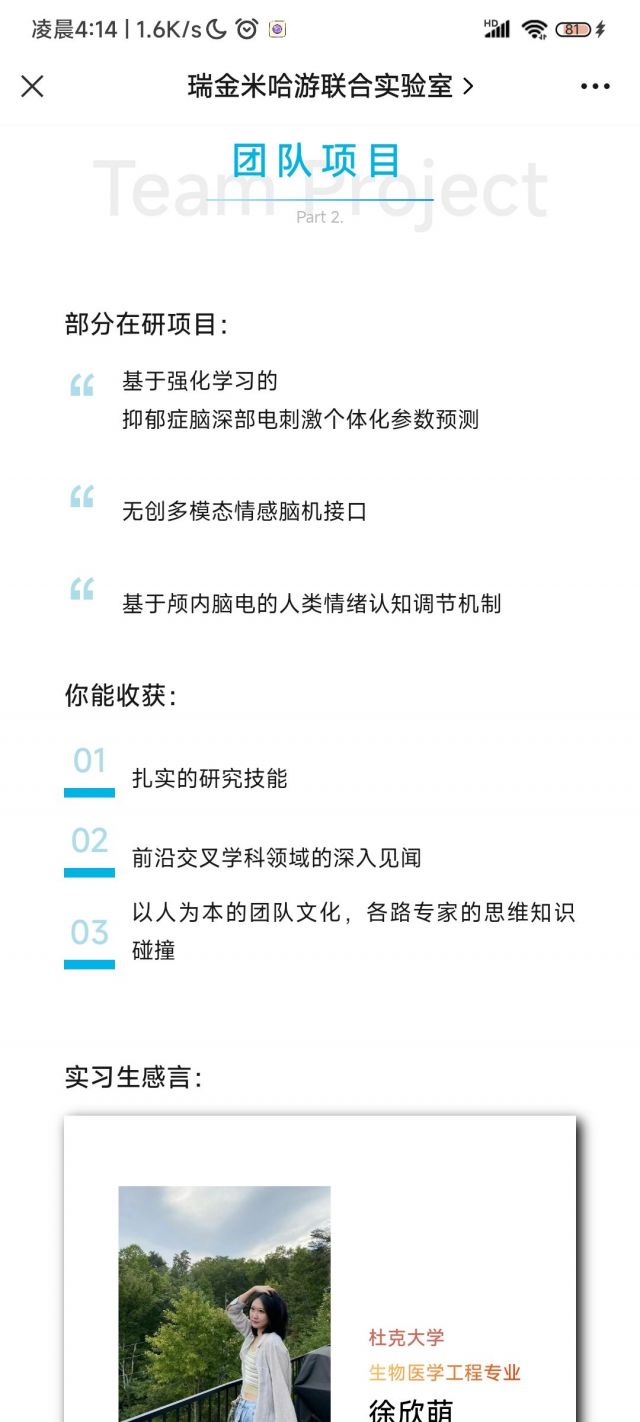 凌晨4:14 | 1.6K/s
HD
81
瑞金米哈游联合实验室
Team Project
团队项目
Part 2.
部分在研项目：
基于强化学习的
抑郁症脑深部电刺激个体化参数预测
无创多模态情感脑机接口
基于颅内脑电的人类情绪认知调节机制
你能收获：
01
扎实的研究技能
02
前沿交叉学科领域的深入见闻
03
以人为本的团队文化，各路专家的思维知识
碰撞
实习生感言：
杜克大学
生物医学工程专业
徐欣萌